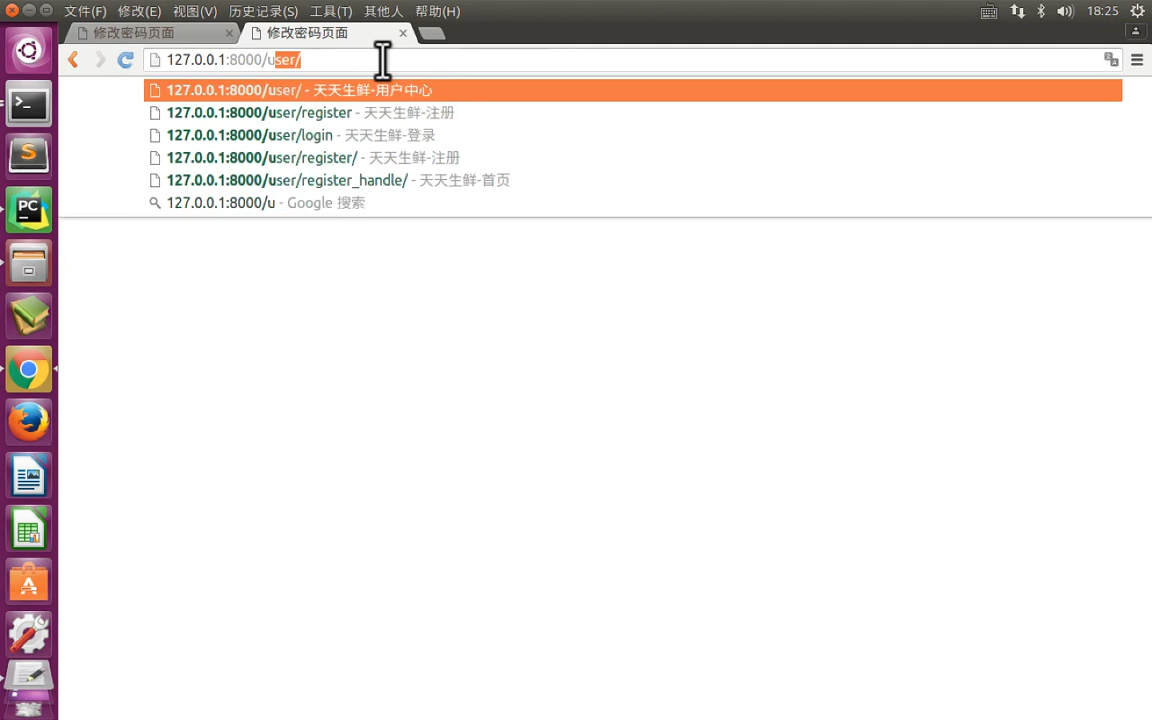 文件(F) 修改(E) 视图(V) 历史记录(S) 工具(T) 其他人 帮助(H) 18:25
修改密码页面 修改密码页面
127.0.0.1:8000/user/
127.0.0.1:8000/user/ - 天天生鲜-用户中心
127.0.0.1:8000/user/register - 天天生鲜-注册
127.0.0.1:8000/user/login - 天天生鲜-登录
127.0.0.1:8000/user/register/ - 天天生鲜-注册
127.0.0.1:8000/user/register_handle/ - 天天生鲜-首页
127.0.0.1:8000/u - Google 搜索
S
PC
A